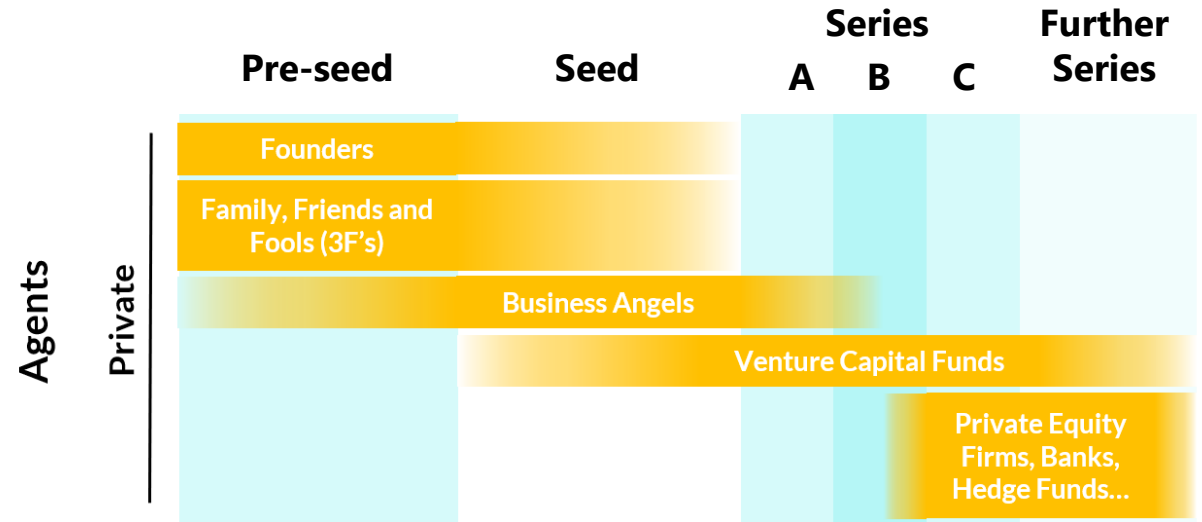 Series
Further
Pre-seed
Seed
A
B
C
Series
Founders
Family, Friends and
Fools (3F's)
Business Angels
Venture Capital Funds
Private Equity
Firms, Banks,
Hedge Funds...
Agents
Private